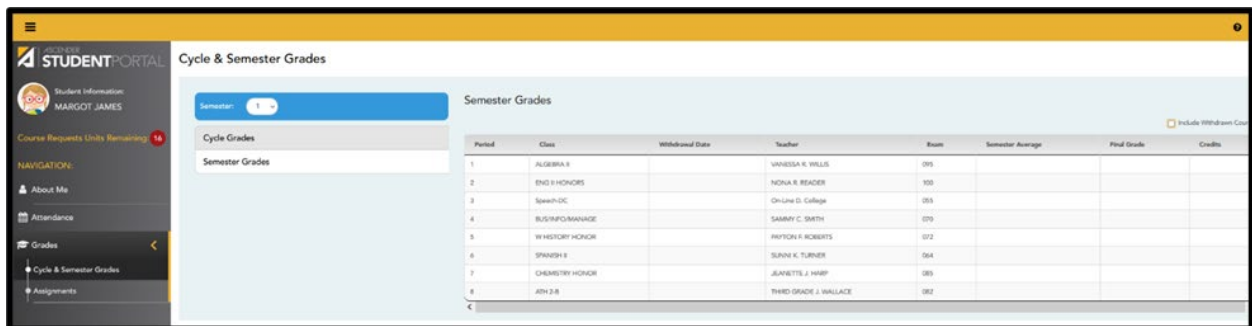 ASCENDER
STUDENTPORTAL
Student Information:
MARGOT JAMES
Course Requests Units Remaining: 16
NAVIGATION:
About Me
Attendance
Grades
Cycle & Semester Grades
Assignments
Cycle & Semester Grades
Semester: 1
Cycle Grades
Semester Grades
Semester Grades
Include Withdrawn Cour
Period Class Withdrawal Date Teacher Exam Semester Average Final Grade Credits
1 ALGEBRA II VANESSA R. WILLIS 095
2 ENG II HONORS NONA R. READER 100
3 Speech-DC On-Line D. College 055
4 BUS/INFO/MANAGE SAMMY C. SMITH 070
5 W HISTORY HONOR PAYTON F. ROBERTS 072
6 SPANISH II SUNNI K. TURNER 064
7 CHEMISTRY HONOR JEANETTE J. HARP 085
8 ATH 2-B THIRD GRADE J. WALLACE 082